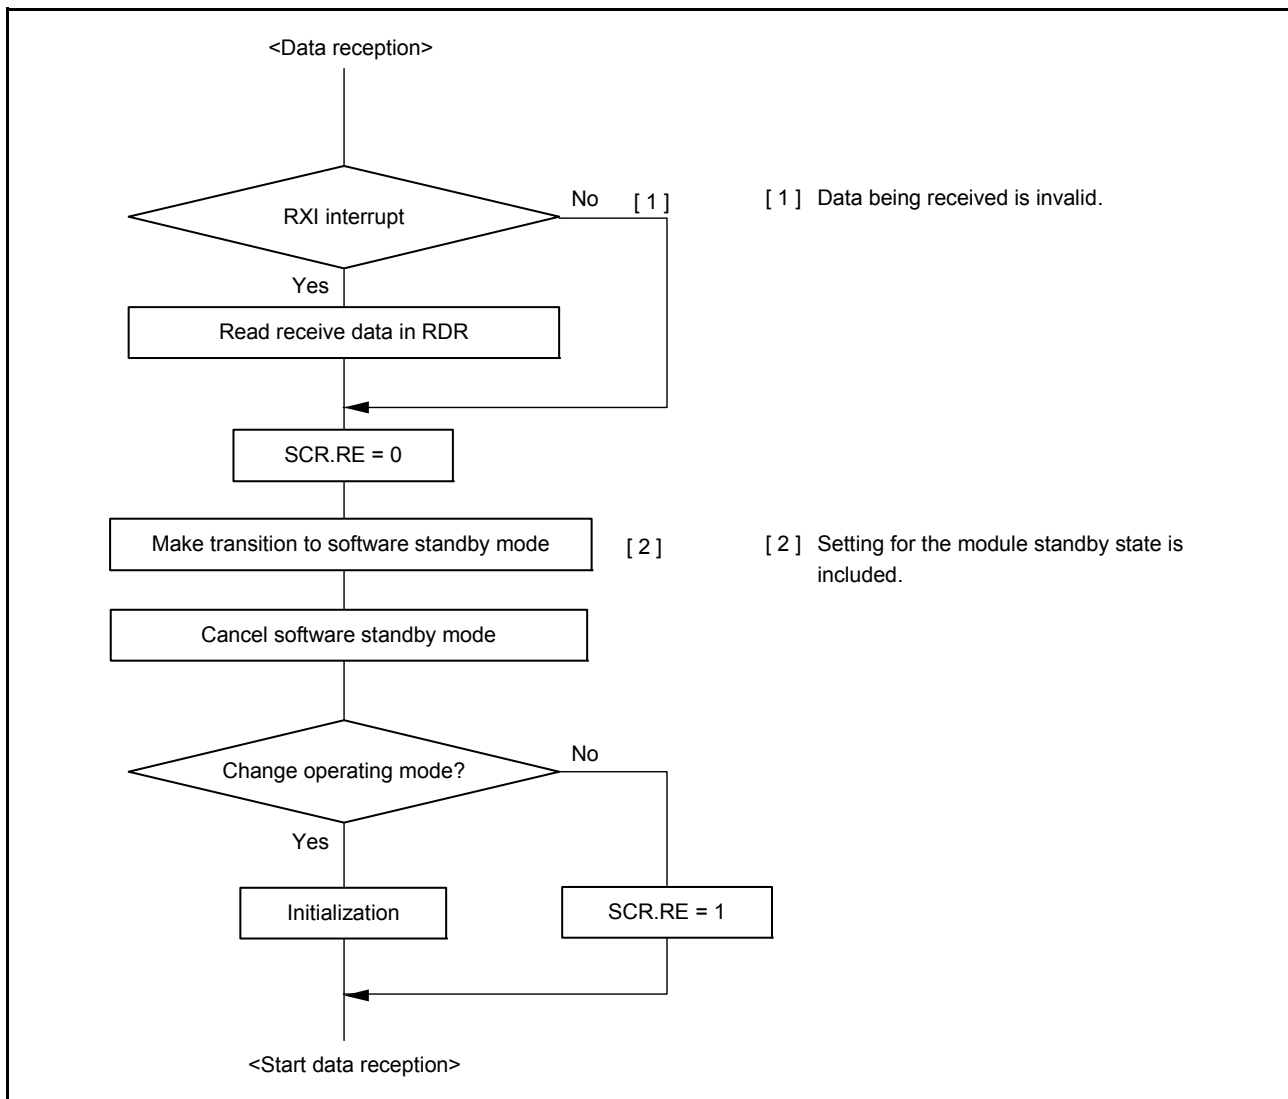 <Data reception>
RXI interrupt
No
[ 1 ]
[ 1 ] Data being received is invalid.
Yes
Read receive data in RDR
SCR.RE = 0
Make transition to software standby mode
[ 2 ]
[ 2 ] Setting for the module standby state is
included.
Cancel software standby mode
Change operating mode?
No
Yes
Initialization
SCR.RE = 1
<Start data reception>